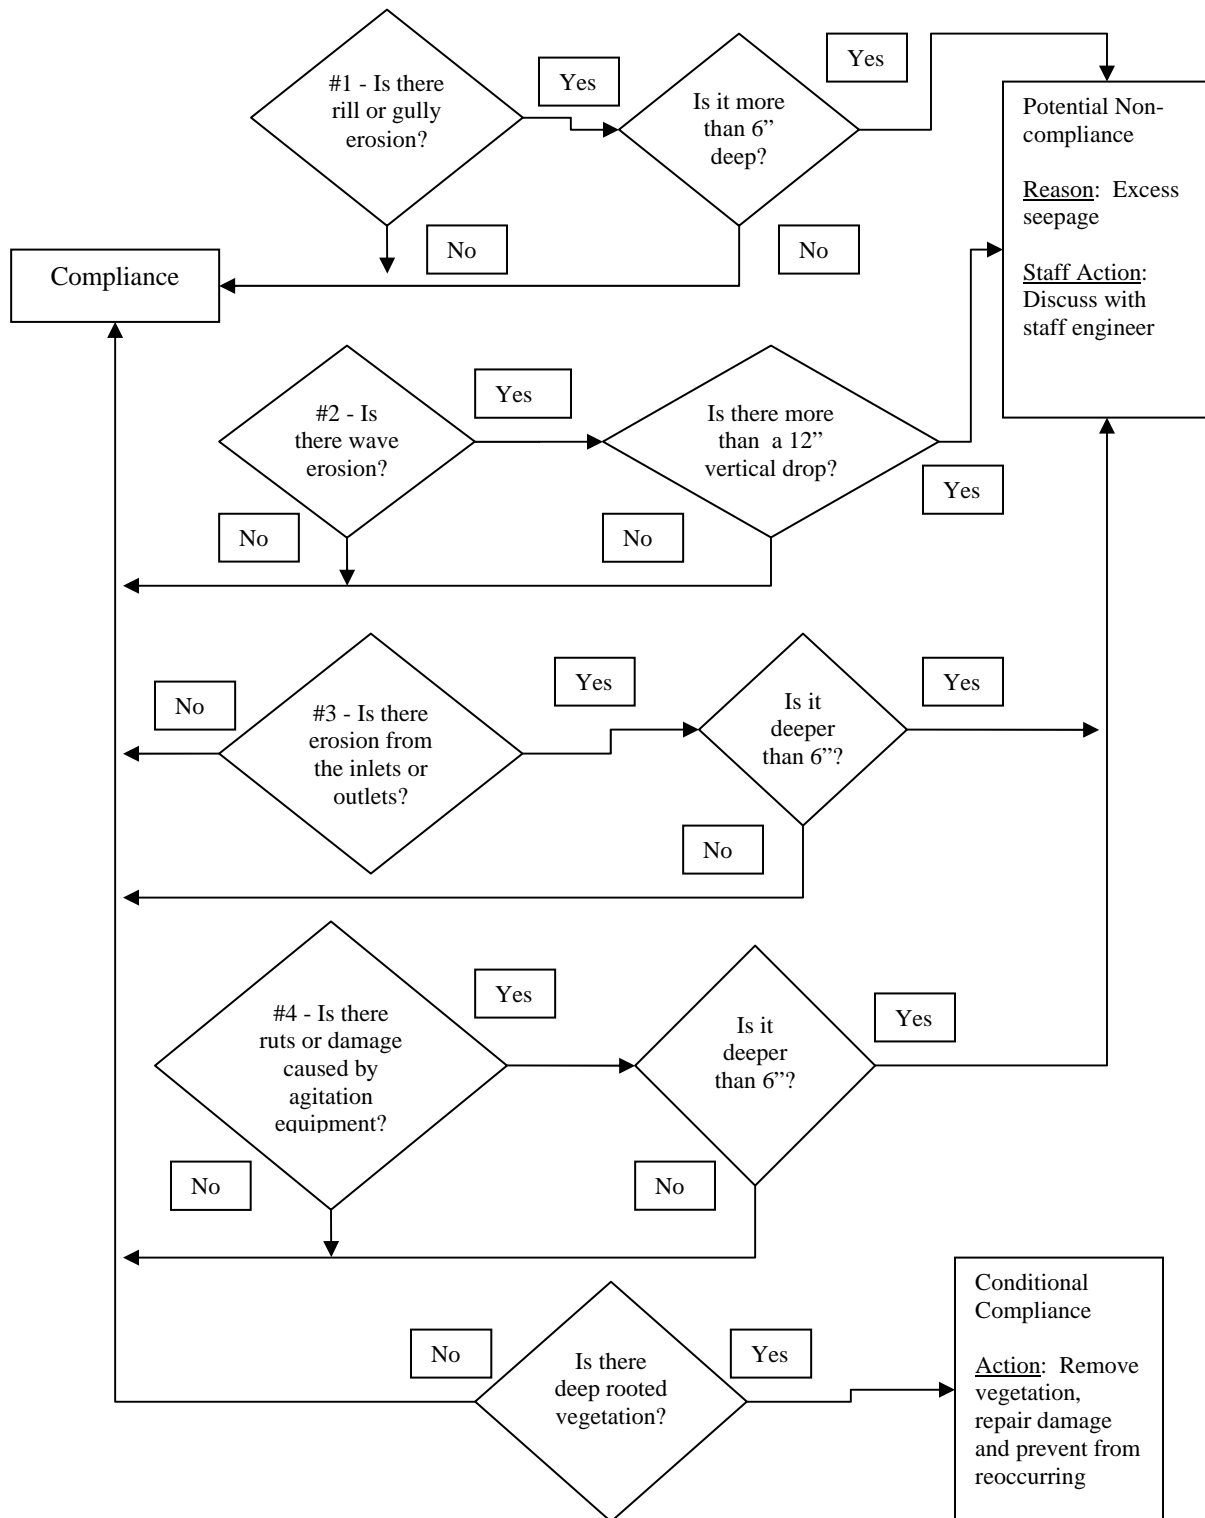 #1 - Is there
rill or gully
erosion?
Yes
Is it more
than 6”
deep?
Yes
Potential Non-
compliance
Reason:  Excess
seepage
Staff Action:
Discuss with
staff engineer
No
No
Compliance
#2 - Is
there wave
erosion?
Yes
Is there more
than  a 12”
vertical drop?
Yes
No
No
No
#3 - Is there
erosion from
the inlets or
outlets?
Yes
Is it
deeper
than 6”?
Yes
No
#4 - Is there
ruts or damage
caused by
agitation
equipment?
Yes
Is it
deeper
than 6”?
Yes
No
No
No
Is there
deep rooted
vegetation?
Yes
Conditional
Compliance
Action:  Remove
vegetation,
repair damage
and prevent from
reoccurring